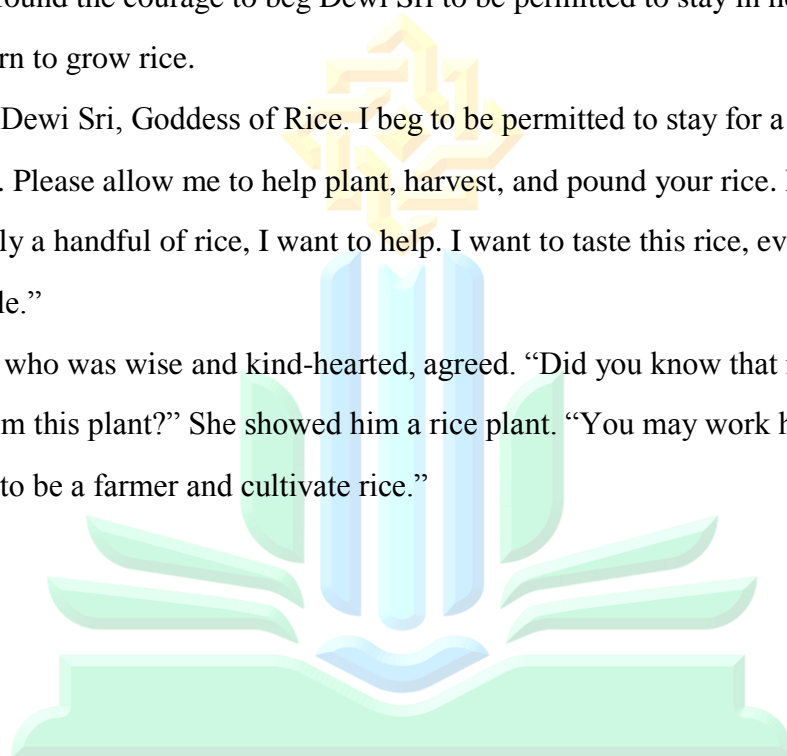 found the courage to beg Dewi Sri to be permitted to stay in
rn to grow rice.
Dewi Sri, Goddess of Rice. I beg to be permitted to stay for a
. Please allow me to help plant, harvest, and pound your rice.
ly a handful of rice, I want to help. I want to taste this rice, ev
le.”
who was wise and kind-hearted, agreed. “Did you know that
m this plant?” She showed him a rice plant. “You may work
to be a farmer and cultivate rice.”